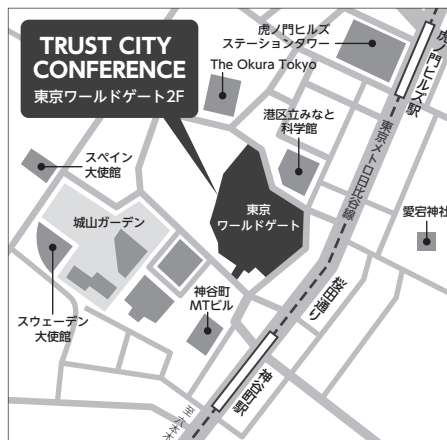 TRUST CITY
CONFERENCE
東京ワールドゲート2F
虎ノ門ヒルズ
ステーションタワー
虎ノ門ヒルズ駅
The Okura Tokyo
港区立みなと
科学館
東京メトロ日比谷線
スペイン
大使館
城山ガーデン
東京
ワールドゲート
愛宕神社
スウェーデン
大使館
神谷町
MTビル
桜田通り
神谷町駅
至六本木